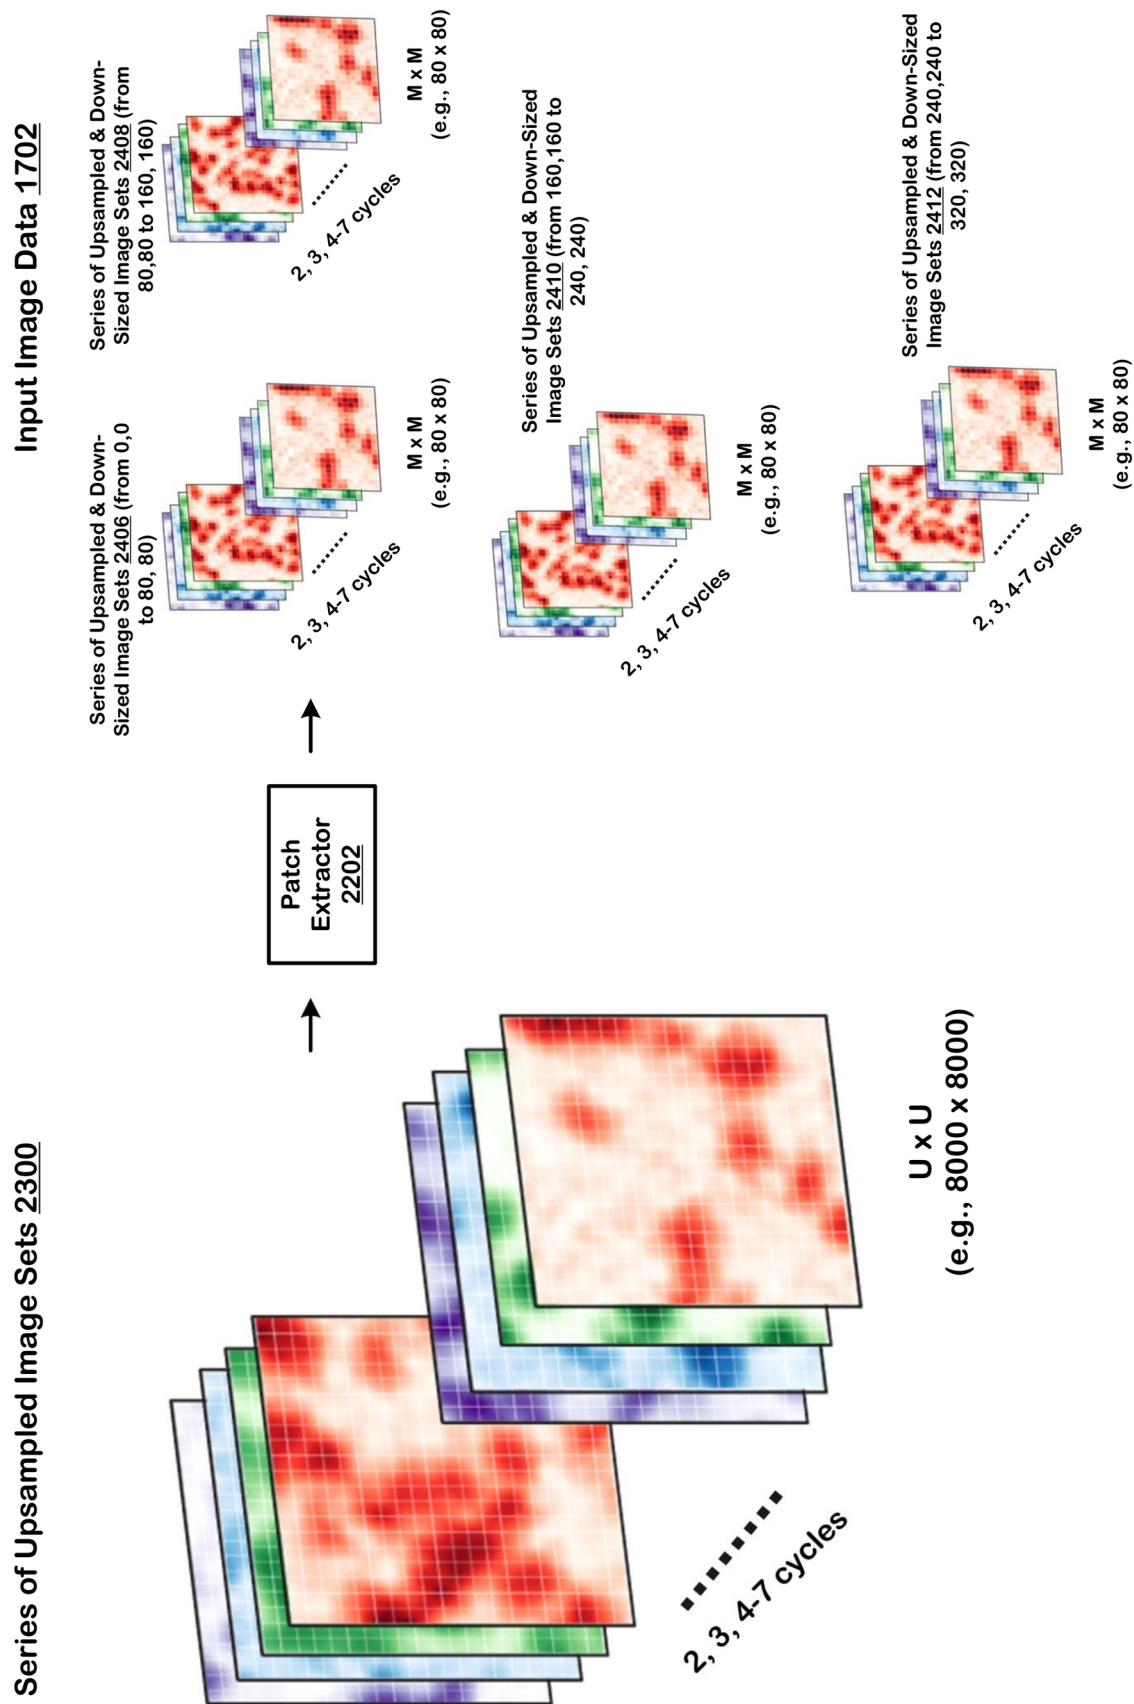 Series of Upsampled Image Sets 2300
2, 3, 4-7 cycles
U x U
(e.g., 8000 x 8000)
Patch
Extractor
2202
Input Image Data 1702
Series of Upsampled & Down-
Sized Image Sets 2406 (from 0,0
to 80, 80)
2, 3, 4-7 cycles
M x M
(e.g., 80 x 80)
Series of Upsampled & Down-
Sized Image Sets 2408 (from
80,80 to 160, 160)
2, 3, 4-7 cycles
M x M
(e.g., 80 x 80)
Series of Upsampled & Down-Sized
Image Sets 2410 (from 160,160 to
240, 240)
2, 3, 4-7 cycles
M x M
(e.g., 80 x 80)
Series of Upsampled & Down-Sized
Image Sets 2412 (from 240,240 to
320, 320)
2, 3, 4-7 cycles
M x M
(e.g., 80 x 80)